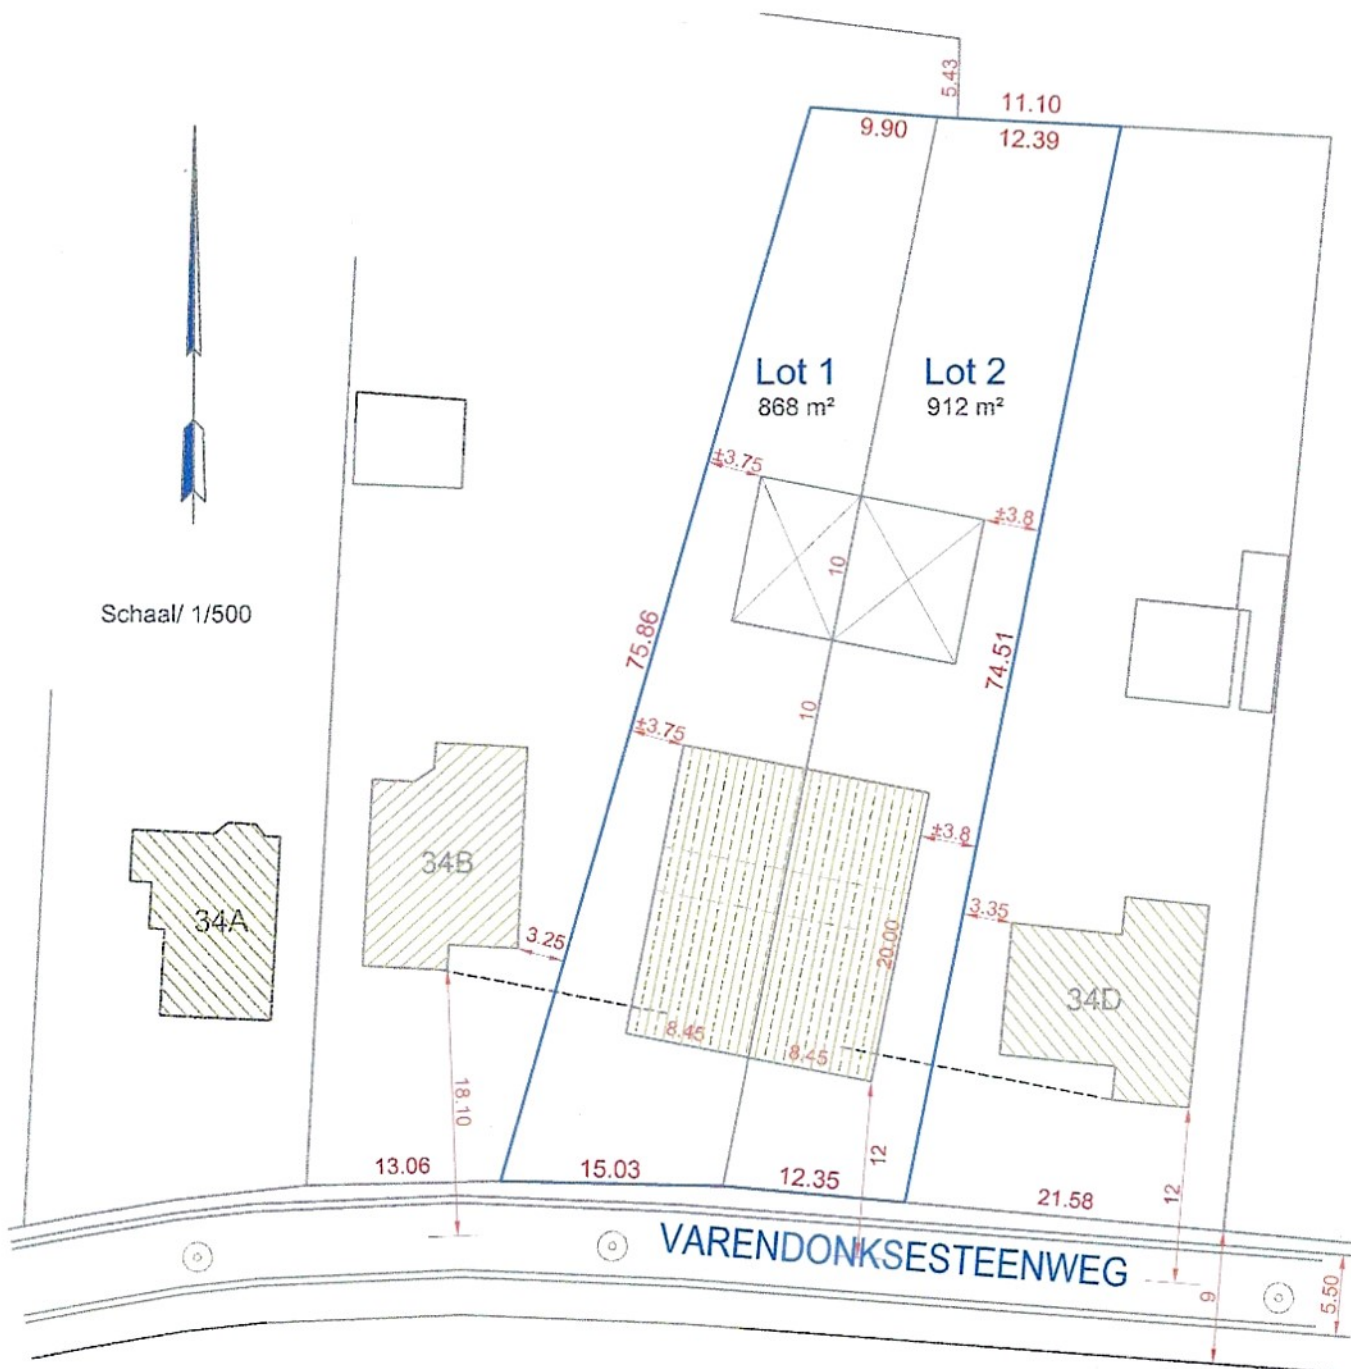 5.43
11.10
9.90
12.39
Lot 1
868 m²
Lot 2
912 m²
±3.75
±3.8
10
Schaal/ 1/500
75.86
74.51
10
±3.75
±3.8
34B
34A
3.25
3.35
20.00
34D
8.45
8.45
18.10
12
13.06
15.03
12.35
21.58
12
VARENDONKSESTEENWEG
9
5.50